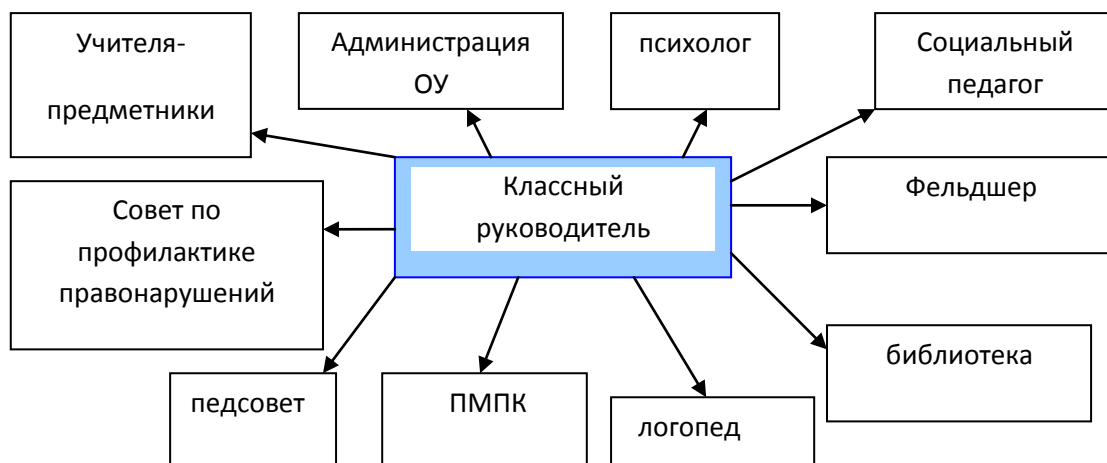 Учителя-
предметники
Администрация
ОУ
психолог
Социальный
педагог
Классный
руководитель
Фельдшер
Совет по
профилактике
правонарушений
библиотека
педсовет
ПМПК
логопед